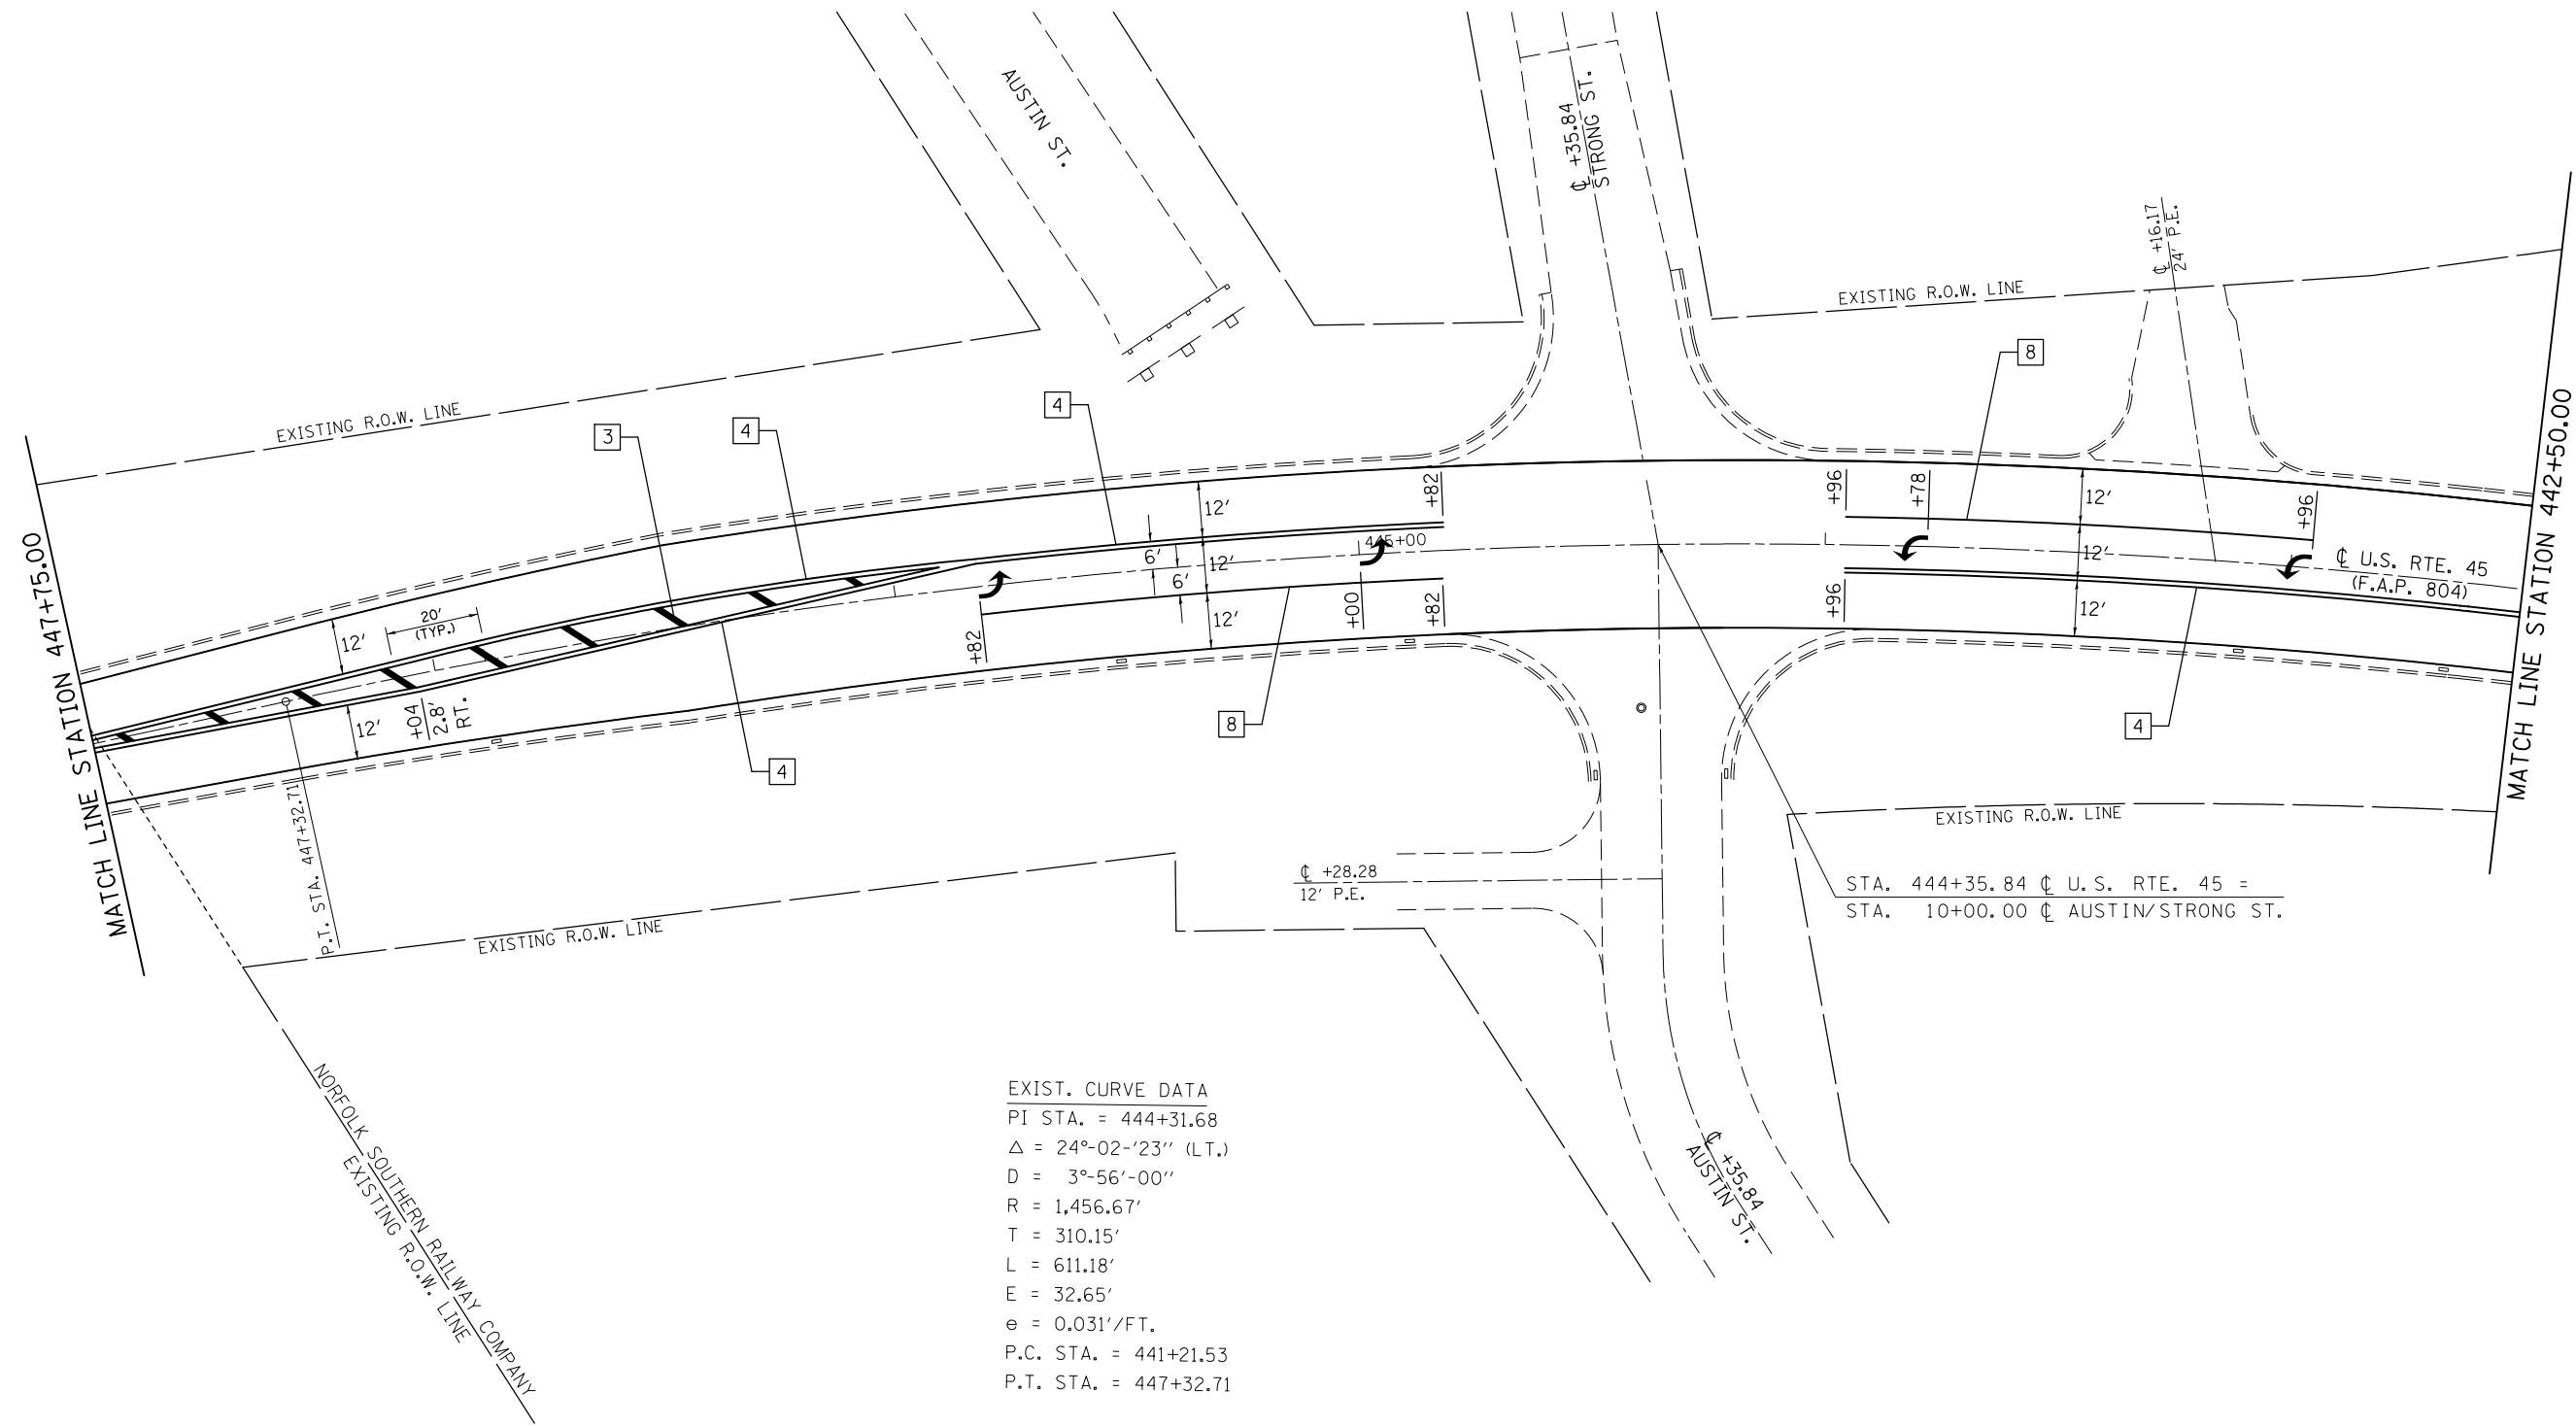 AUSTIN ST.
℄ +35.84
STRONG ST.
℄ +16.17
24' P.E.
EXISTING R.O.W. LINE
8
EXISTING R.O.W. LINE
3
4
4
MATCH LINE STATION 447+75.00
MATCH LINE STATION 442+50.00
+82
+96
+78
+96
12'
12'
12'
12'
12'
12'
12'
6'
6'
445+00
℄ U.S. RTE. 45
(F.A.P. 804)
20'
(TYP.)
12'
12'
+04
2.8'
RT.
+82
+00
+82
+96
8
4
4
P.T. STA. 447+32.71
EXISTING R.O.W. LINE
EXISTING R.O.W. LINE
℄ +28.28
12' P.E.
STA. 444+35.84 ℄ U.S. RTE. 45 =
STA. 10+00.00 ℄ AUSTIN/STRONG ST.
NORFOLK SOUTHERN RAILWAY COMPANY
EXISTING R.O.W. LINE
℄ +35.84
AUSTIN ST.
EXIST. CURVE DATA
PI STA. = 444+31.68
△ = 24°-02-'23'' (LT.)
D = 3°-56'-00''
R = 1,456.67'
T = 310.15'
L = 611.18'
E = 32.65'
e = 0.031'/FT.
P.C. STA. = 441+21.53
P.T. STA. = 447+32.71